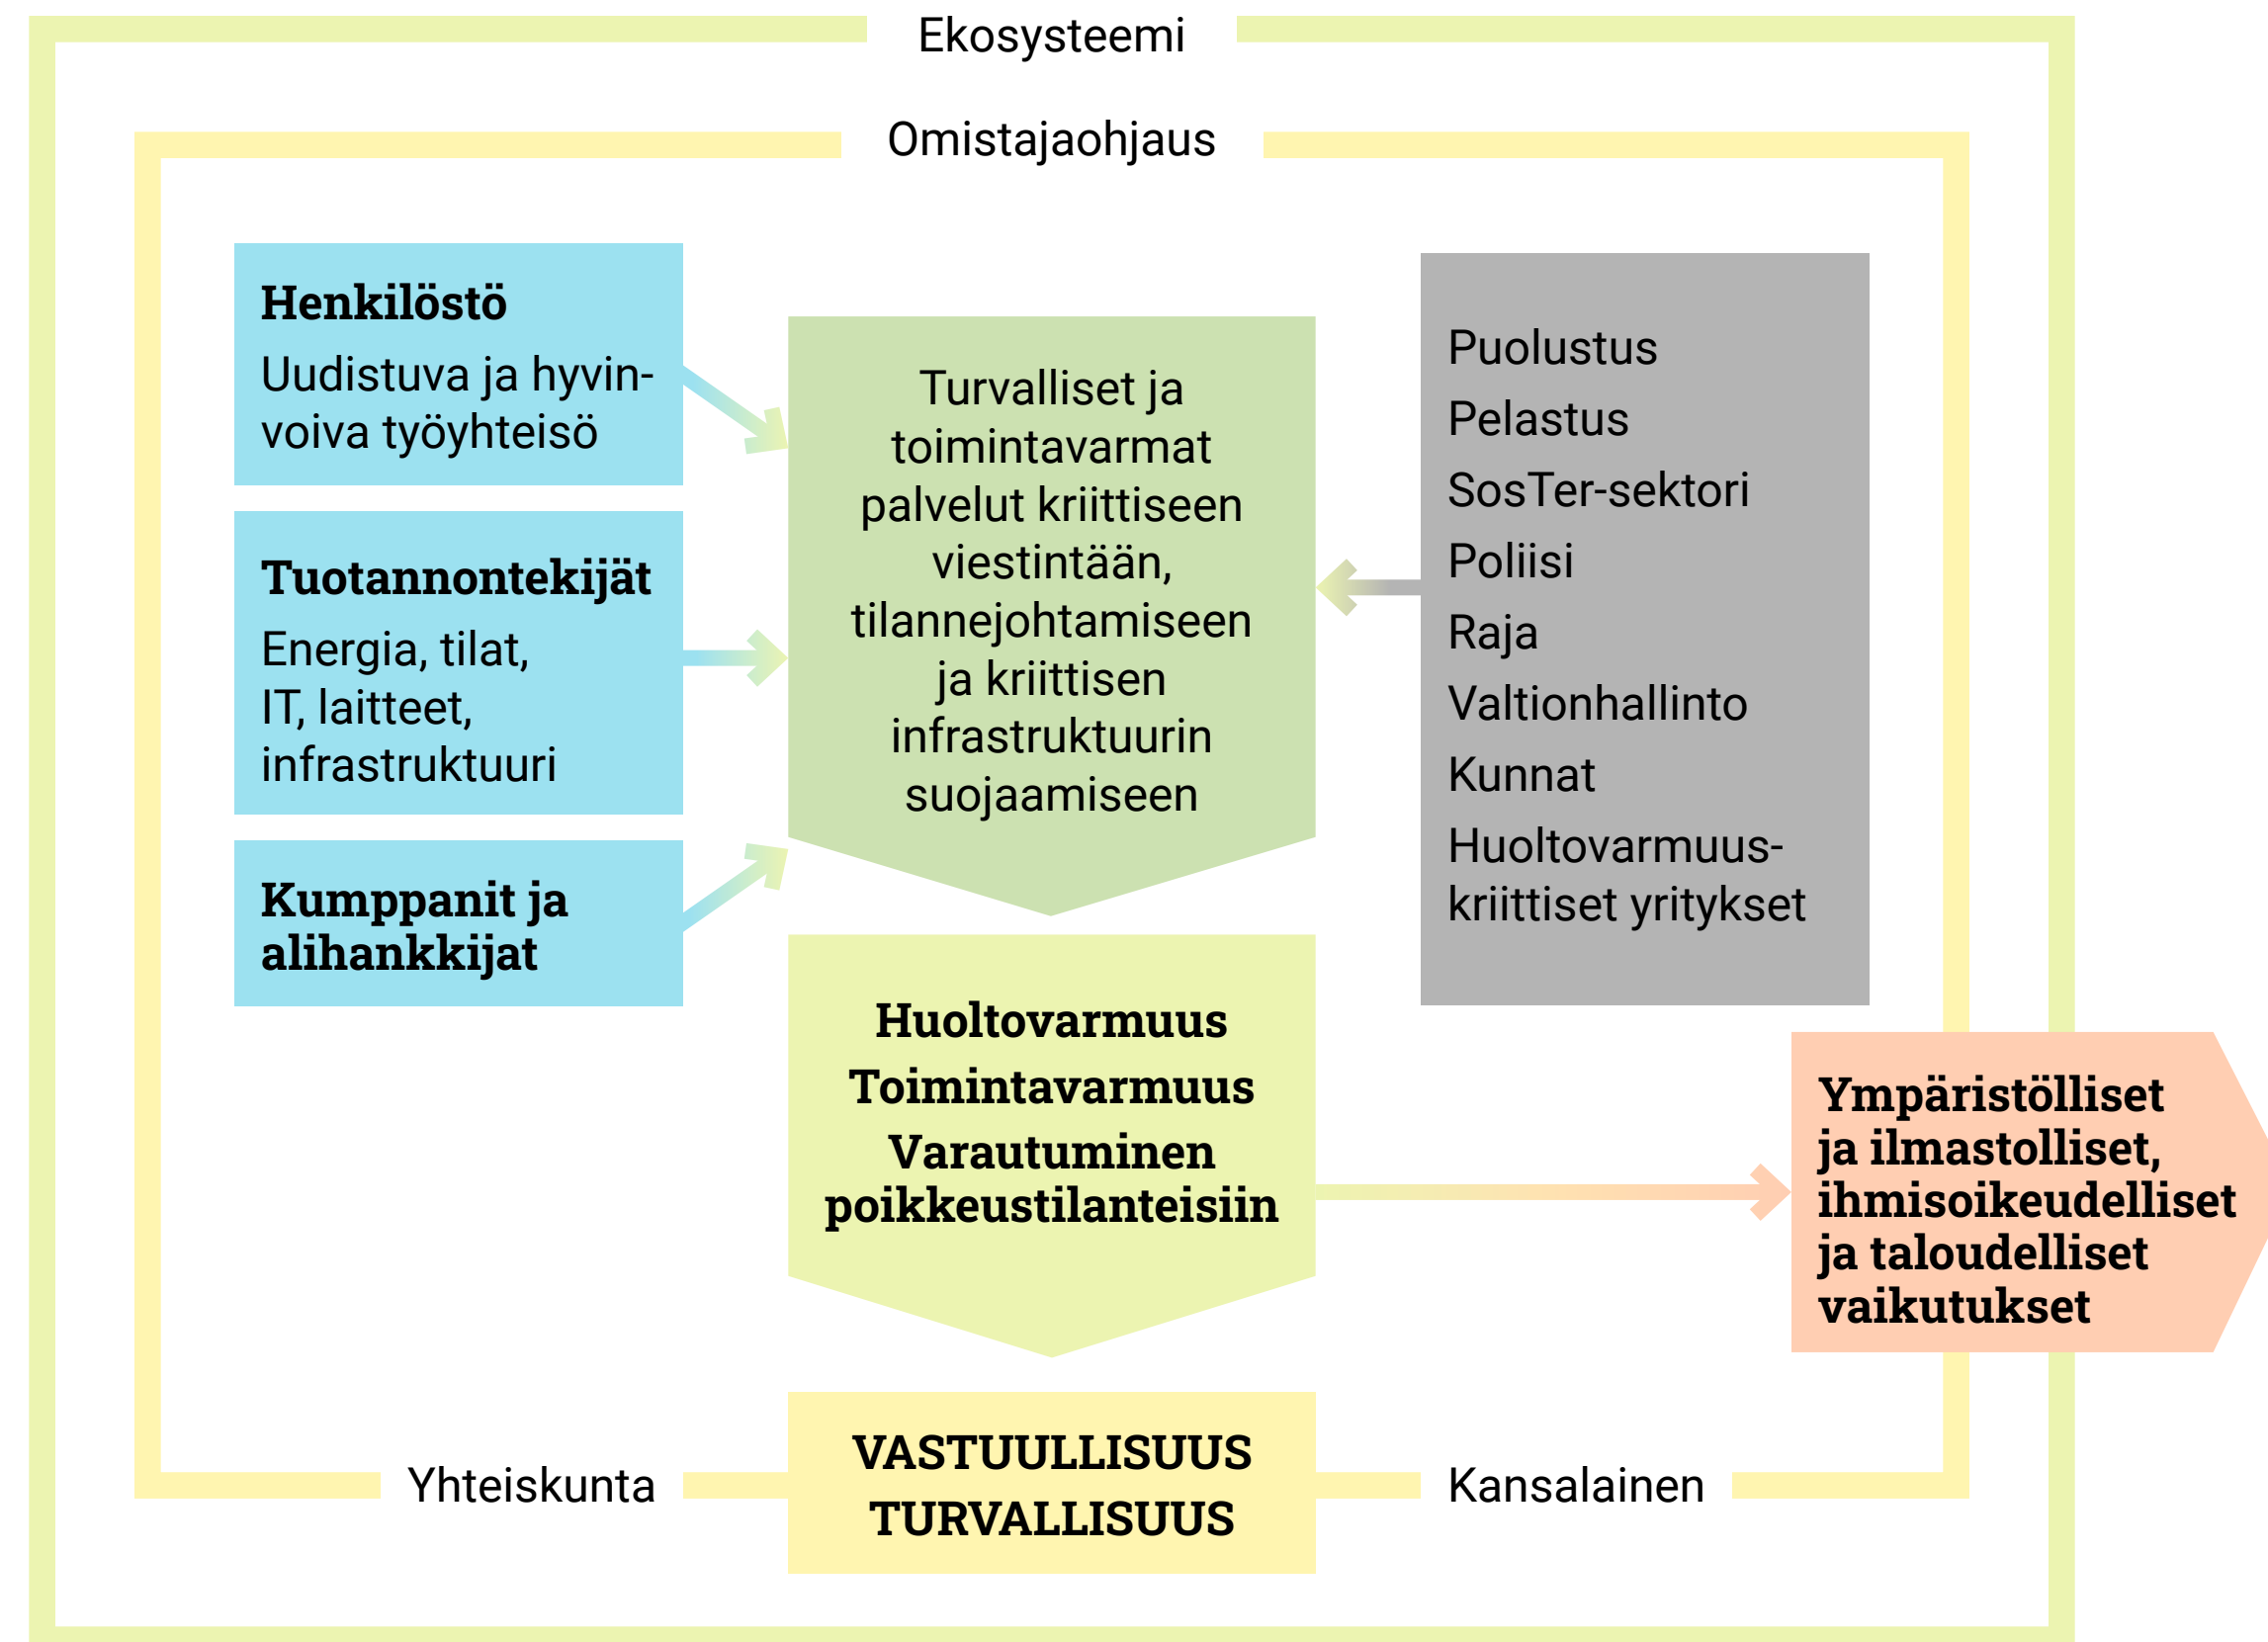 Ekosysteemi
Omistajaohjaus
Henkilöstö
Uudistuva ja hyvin-
voiva työyhteisö
Tuotannontekijät
Energia, tilat,
IT, laitteet,
infrastruktuuri
Kumppanit ja
alihankkijat
Turvalliset ja
toimintavarmat
palvelut kriittiseen
viestintään,
tilannejohtamiseen
ja kriittisen
infrastruktuurin
suojaamiseen
Puolustus
Pelastus
SosTer-sektori
Poliisi
Raja
Valtionhallinto
Kunnat
Huoltovarmuus-
kriittiset yritykset
Huoltovarmuus
Toimintavarmuus
Varautuminen
poikkeustilanteisiin
Ympäristölliset
ja ilmastolliset,
ihmisoikeudelliset
ja taloudelliset
vaikutukset
Yhteiskunta
VASTUULLISUUS
TURVALLISUUS
Kansalainen